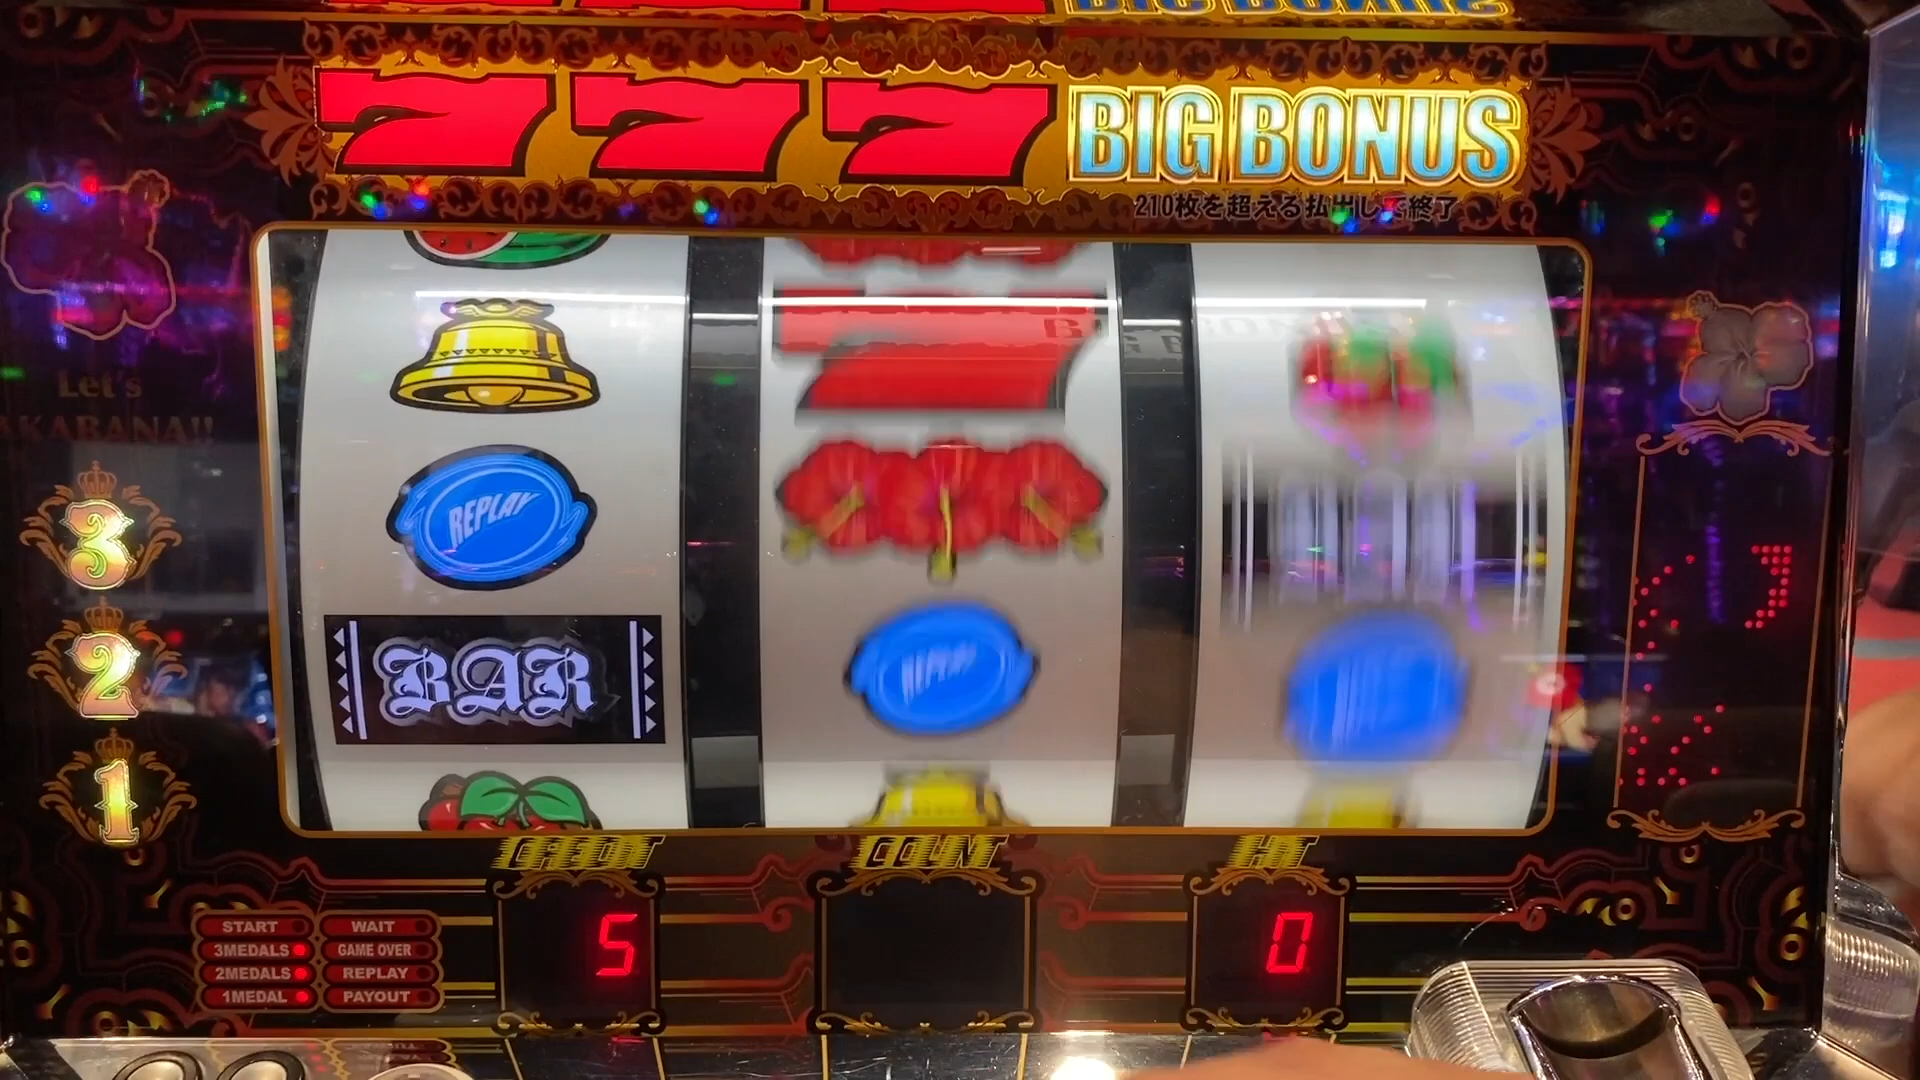 777 BIG BONUS
210枚を超える払出しで終了
Let's
AKABANA!!
REPLAY
BAR
3
2
1
CREDIT
COUNT
START
WAIT
3MEDALS
GAME OVER
2MEDALS
REPLAY
1MEDAL
PAYOUT
5
0